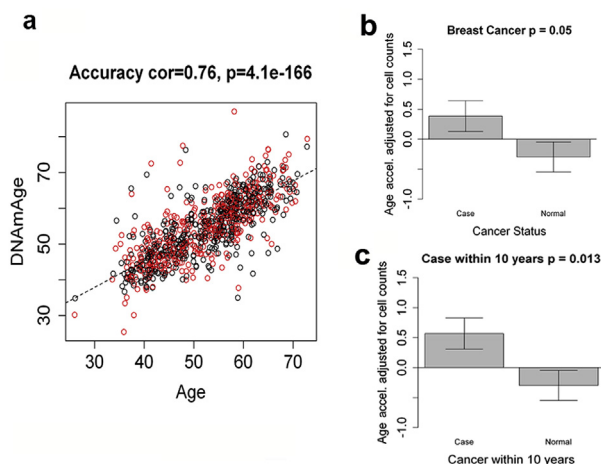 a
Accuracy cor=0.76, p=4.1e-166
DNAmAge
30
50
70
30
40
50
60
70
Age
b
Breast Cancer p = 0.05
Age accel. adjusted for cell counts
1.5
1.0
0.5
0.0
-1.0
Case
Normal
Cancer Status
c
Case within 10 years p = 0.013
Age accel. adjusted for cell counts
1.5
1.0
0.5
0.0
-1.0
Case
Normal
Cancer within 10 years